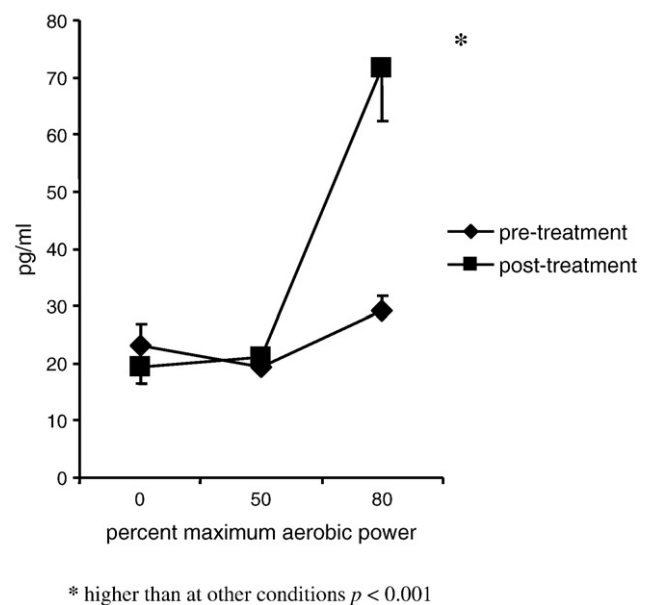 80
*
70
60
50
pg/ml
40
pre-treatment
post-treatment
30
20
10
0
0 50 80
percent maximum aerobic power
* higher than at other conditions p < 0.001